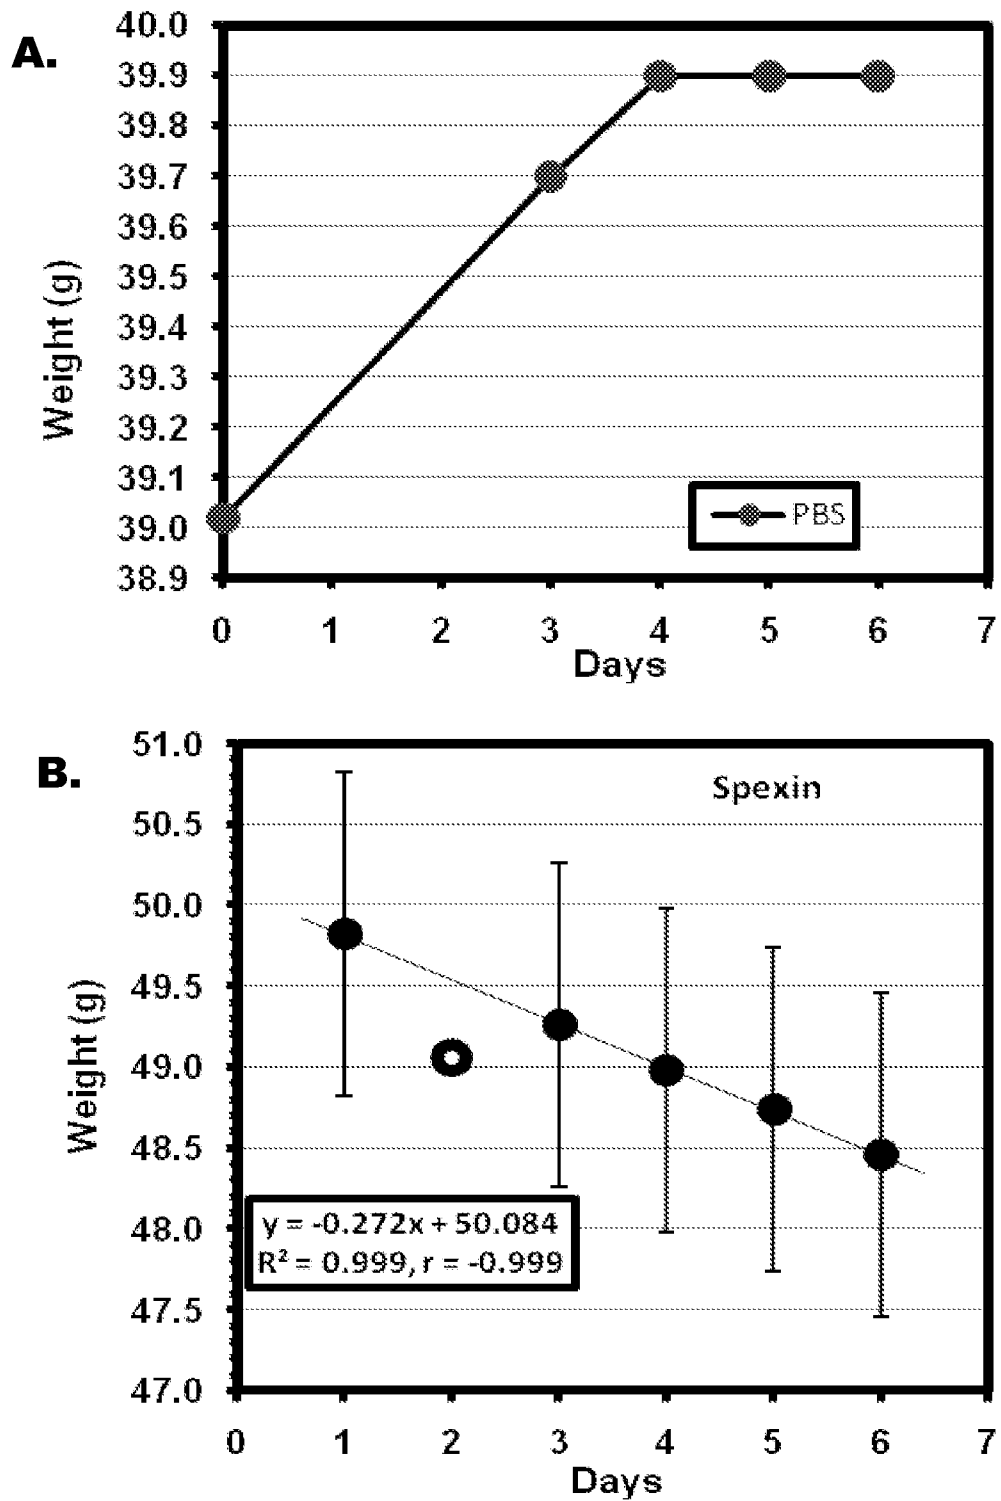 A.
40.0
39.9
39.8
39.7
39.6
39.5
39.4
39.3
39.2
39.1
39.0
38.9
Weight (g)
PBS
0 1 2 3 4 5 6 7
Days
B.
51.0
50.5
50.0
49.5
49.0
48.5
48.0
47.5
47.0
Weight (g)
Spexin
y = -0.272x + 50.084
R² = 0.999, r = -0.999
0 1 2 3 4 5 6 7
Days